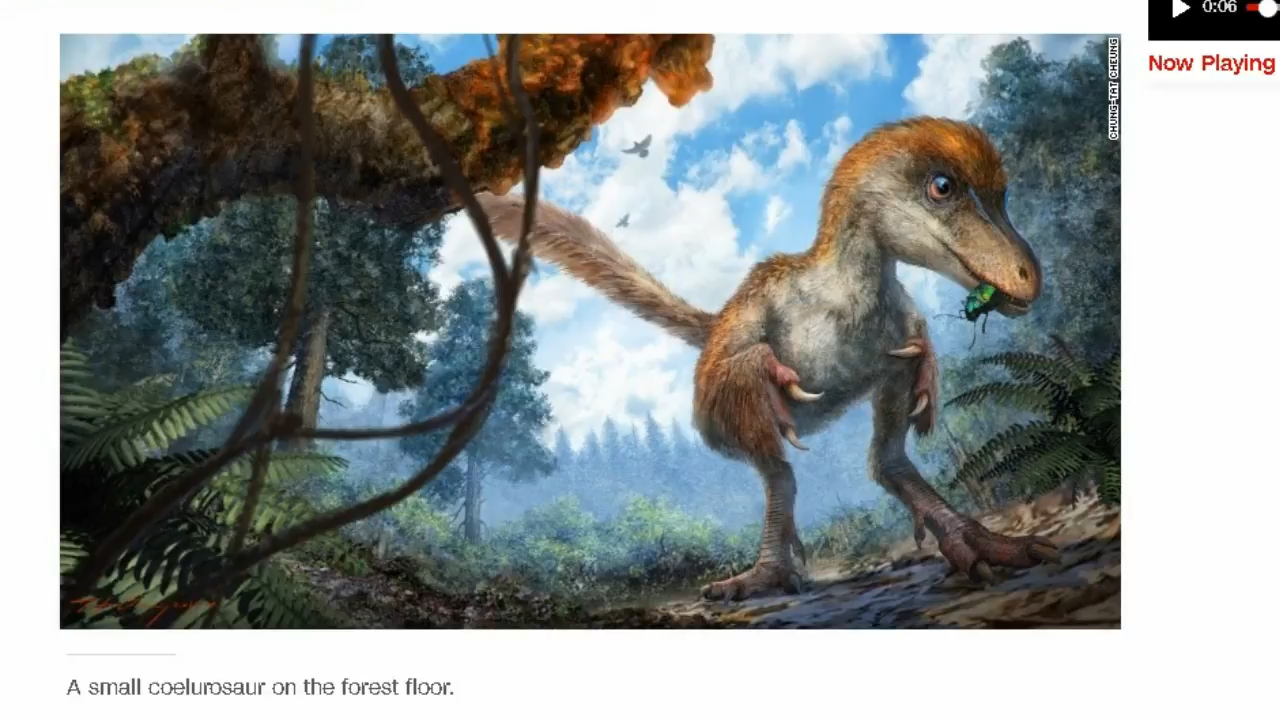 0:06
Now Playing
CHUNG-TAT CHEUNG
A small coelurosaur on the forest floor.